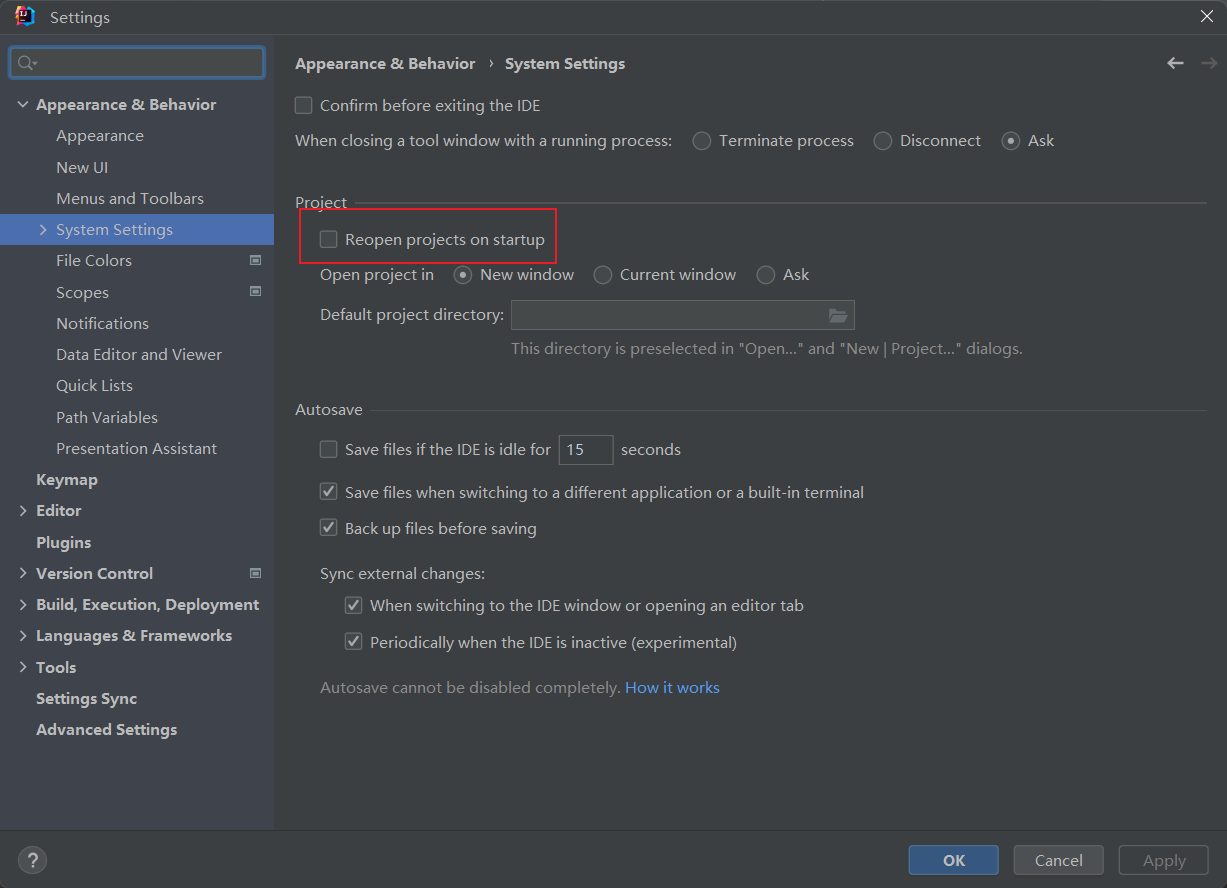 Settings
Appearance & Behavior › System Settings
Appearance & Behavior
Appearance
New UI
Menus and Toolbars
System Settings
File Colors
Scopes
Notifications
Data Editor and Viewer
Quick Lists
Path Variables
Presentation Assistant
Keymap
Editor
Plugins
Version Control
Build, Execution, Deployment
Languages & Frameworks
Tools
Settings Sync
Advanced Settings
Confirm before exiting the IDE
When closing a tool window with a running process: Terminate process Disconnect Ask
Project
Reopen projects on startup
Open project in New window Current window Ask
Default project directory:
This directory is preselected in "Open..." and "New | Project..." dialogs.
Autosave
Save files if the IDE is idle for 15 seconds
Save files when switching to a different application or a built-in terminal
Back up files before saving
Sync external changes:
When switching to the IDE window or opening an editor tab
Periodically when the IDE is inactive (experimental)
Autosave cannot be disabled completely. How it works
? OK Cancel Apply